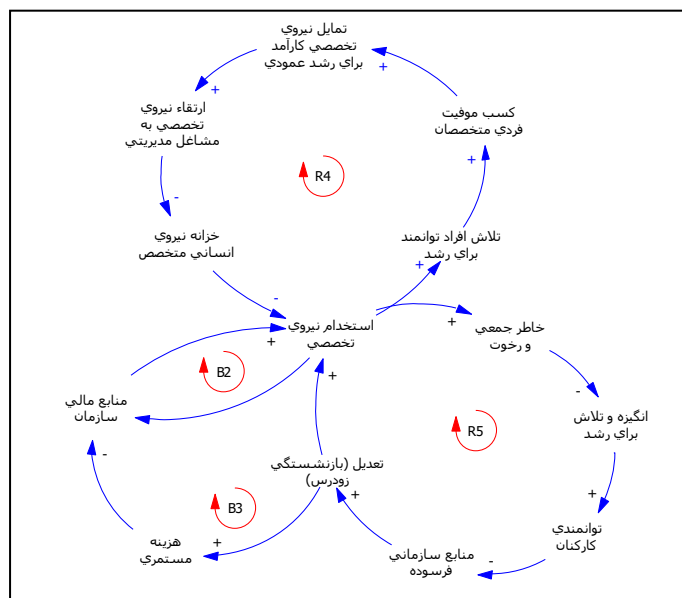 تمايل نيروي
تخصصي كارآمد
براي رشد عمودي
+
+
ارتقاء نيروي
تخصصي به
مشاغل مديريتي
كسب موفيت
فردي متخصصان
+
-
R4
خزانه نيروي
انساني متخصص
تلاش افراد توانمند
براي رشد
+
-
استخدام نيروي
تخصصي
+
+
خاطر جمعي
و رخوت
B2
+
منابع مالي
سازمان
-
انگيزه و تلاش
براي رشد
R5
-
تعديل (بازنشستگي
زودرس)
+
+
B3
+
هزينه
مستمري
توانمندي
كاركنان
-
منابع سازماني
فرسوده